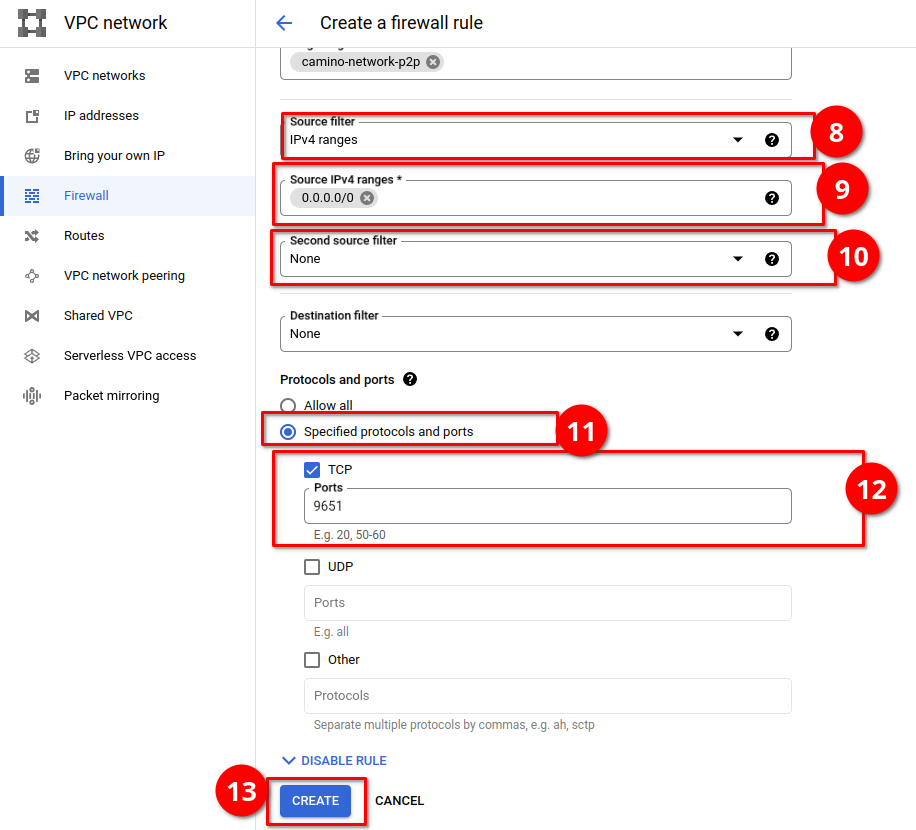 VPC network
Create a firewall rule
VPC networks
IP addresses
Bring your own IP
Firewall
Routes
VPC network peering
Shared VPC
Serverless VPC access
Packet mirroring
camino-network-p2p
Source filter
IPv4 ranges
8
Source IPv4 ranges *
0.0.0.0/0
9
Second source filter
None
10
Destination filter
None
Protocols and ports
Allow all
Specified protocols and ports
11
TCP
Ports
9651
E.g. 20, 50-60
12
UDP
Ports
E.g. all
Other
Protocols
Separate multiple protocols by commas, e.g. ah, sctp
DISABLE RULE
13
CREATE
CANCEL